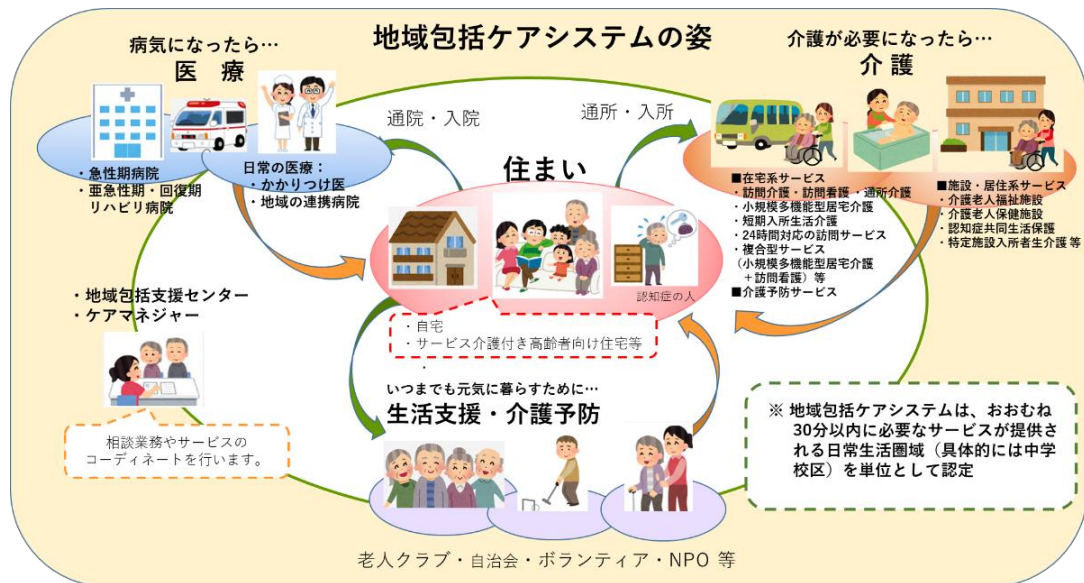 地域包括ケアシステムの姿
病気になったら…
医　療
・急性期病院
・亜急性期・回復期
リハビリ病院
日常の医療：
・かかりつけ医
・地域の連携病院
通院・入院
通所・入所
介護が必要になったら…
介 護
■在宅系サービス
・訪問介護・訪問看護・通所介護
・小規模多機能型居宅介護
・短期入所生活介護
・24時間対応の訪問サービス
・複合型サービス
（小規模多機能型居宅介護
＋訪問看護）等
■介護予防サービス
■施設・居住系サービス
・介護老人福祉施設
・介護老人保健施設
・認知症共同生活保護
・特定施設入所者生介護 等
住まい
認知症の人
・自宅
・サービス介護付き高齢者向け住宅等
・
・地域包括支援センター
・ケアマネジャー
相談業務やサービスの
コーディネートを行います。
いつまでも元気に暮らすために…
生活支援・介護予防
老人クラブ・自治会・ボランティア・NPO 等
※ 地域包括ケアシステムは、おおむね
30分以内に必要なサービスが提供さ
れる日常生活圏域（具体的には中学
校区）を単位として認定